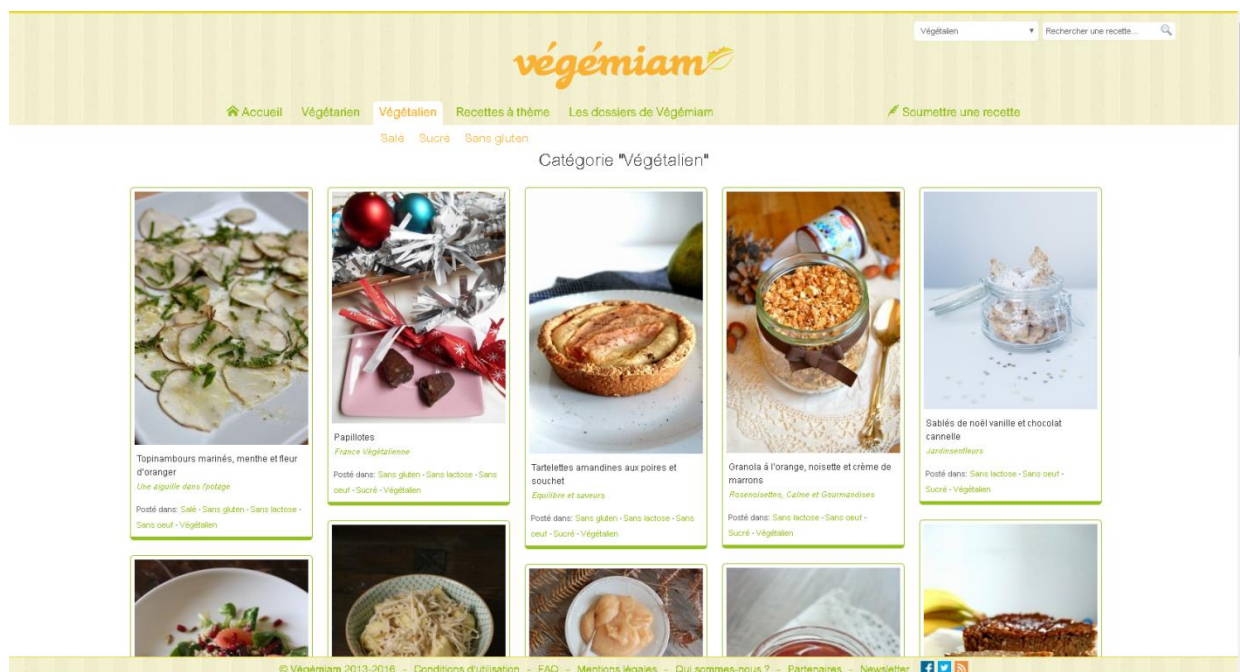 Végétalien
Rechercher une recette...
végémiam
Accueil
Végétarien
Végétalien
Recettes à thème
Les dossiers de Végémiam
Soumettre une recette
Salé
Sucré
Sans gluten
Catégorie "Végétalien"
Topinambours marinés, menthe et fleur
d'oranger
Une aiguille dans l'potage
Posté dans: Salé - Sans gluten - Sans lactose -
Sans oeuf - Végétalien
Papillotes
France Végétalienne
Posté dans: Sans gluten - Sans lactose - Sans
oeuf - Sucré - Végétalien
Tartelettes amandines aux poires et
souchet
Equilibre et saveurs
Posté dans: Sans gluten - Sans lactose - Sans
oeuf - Sucré - Végétalien
Granola à l'orange, noisette et crème de
marrons
Rosenoisettes, Calme et Gourmandises
Posté dans: Sans lactose - Sans oeuf -
Sucré - Végétalien
Sablés de noël vanille et chocolat
cannelle
Jardinsenfleurs
Posté dans: Sans lactose - Sans oeuf -
Sucré - Végétalien
© Végémiam 2013-2016 - Conditions d'utilisation - FAQ - Mentions légales - Qui sommes-nous ? - Partenaires - Newsletter